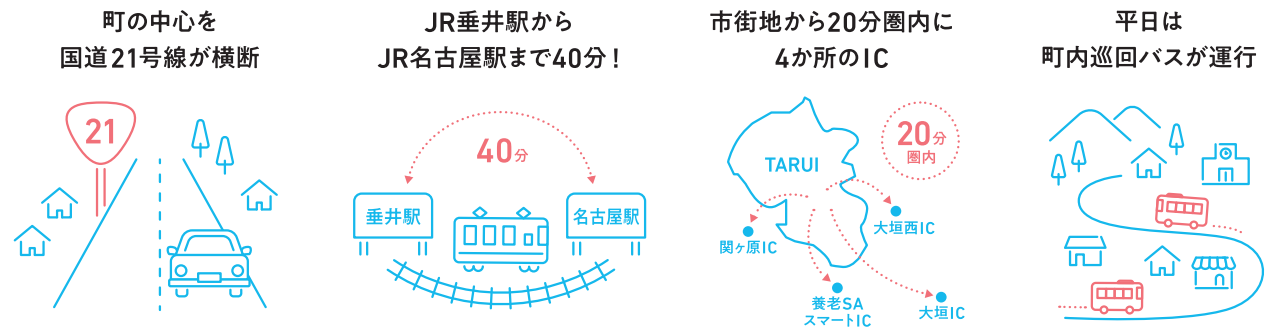 町の中心を
国道21号線が横断
21
JR垂井駅から
JR名古屋駅まで40分！
40分
垂井駅
名古屋駅
市街地から20分圏内に
4か所のIC
TARUI
20分
圏内
大垣西IC
関ヶ原IC
養老SA
スマートIC
大垣IC
平日は
町内巡回バスが運行